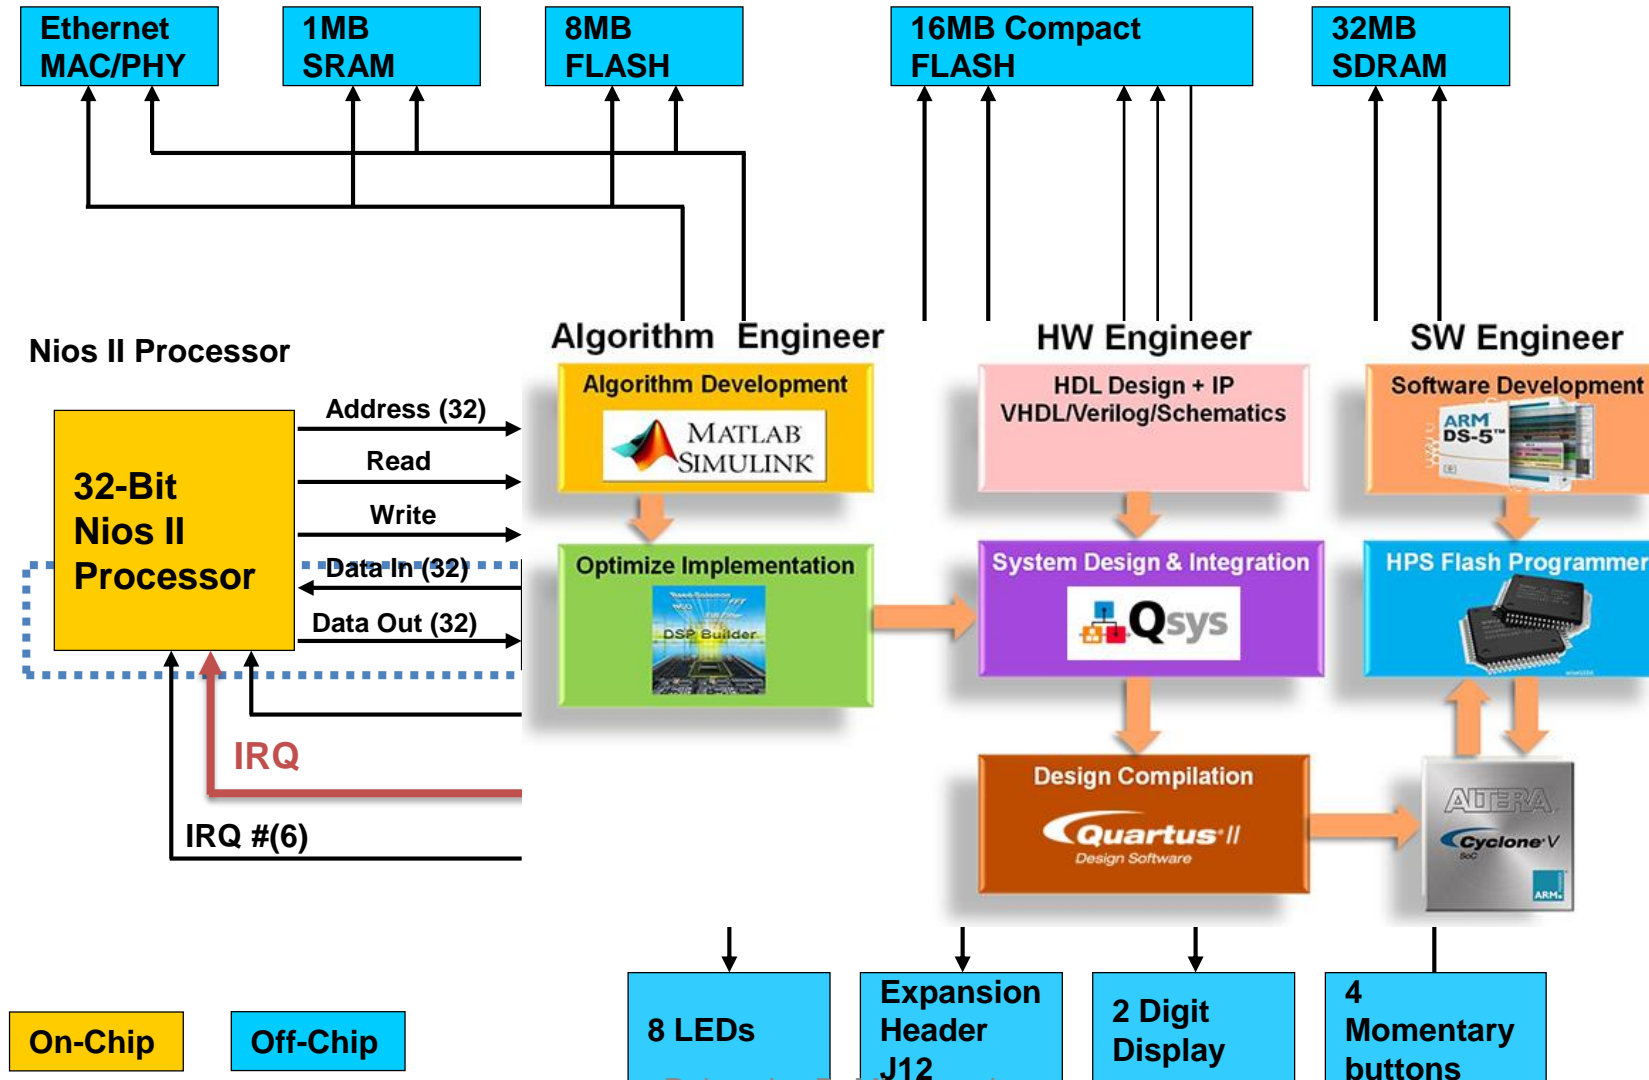 Ethernet
MAC/PHY
1MB
SRAM
8MB
FLASH
16MB Compact
FLASH
32MB
SDRAM
Nios II Processor
32-Bit
Nios II
Processor
Address (32)
Read
Write
Data In (32)
Data Out (32)
IRQ
IRQ #(6)
Algorithm Engineer
Algorithm Development
MATLAB
SIMULINK
Optimize Implementation
DSP Builder
HW Engineer
HDL Design + IP
VHDL/Verilog/Schematics
System Design & Integration
Qsys
Design Compilation
Quartus II
Design Software
SW Engineer
Software Development
ARM
DS-5™
HPS Flash Programmer
ALTERA
Cyclone V
SoC
ARM
8 LEDs
Expansion
Header
J12
2 Digit
Display
4
Momentary
buttons
On-Chip
Off-Chip